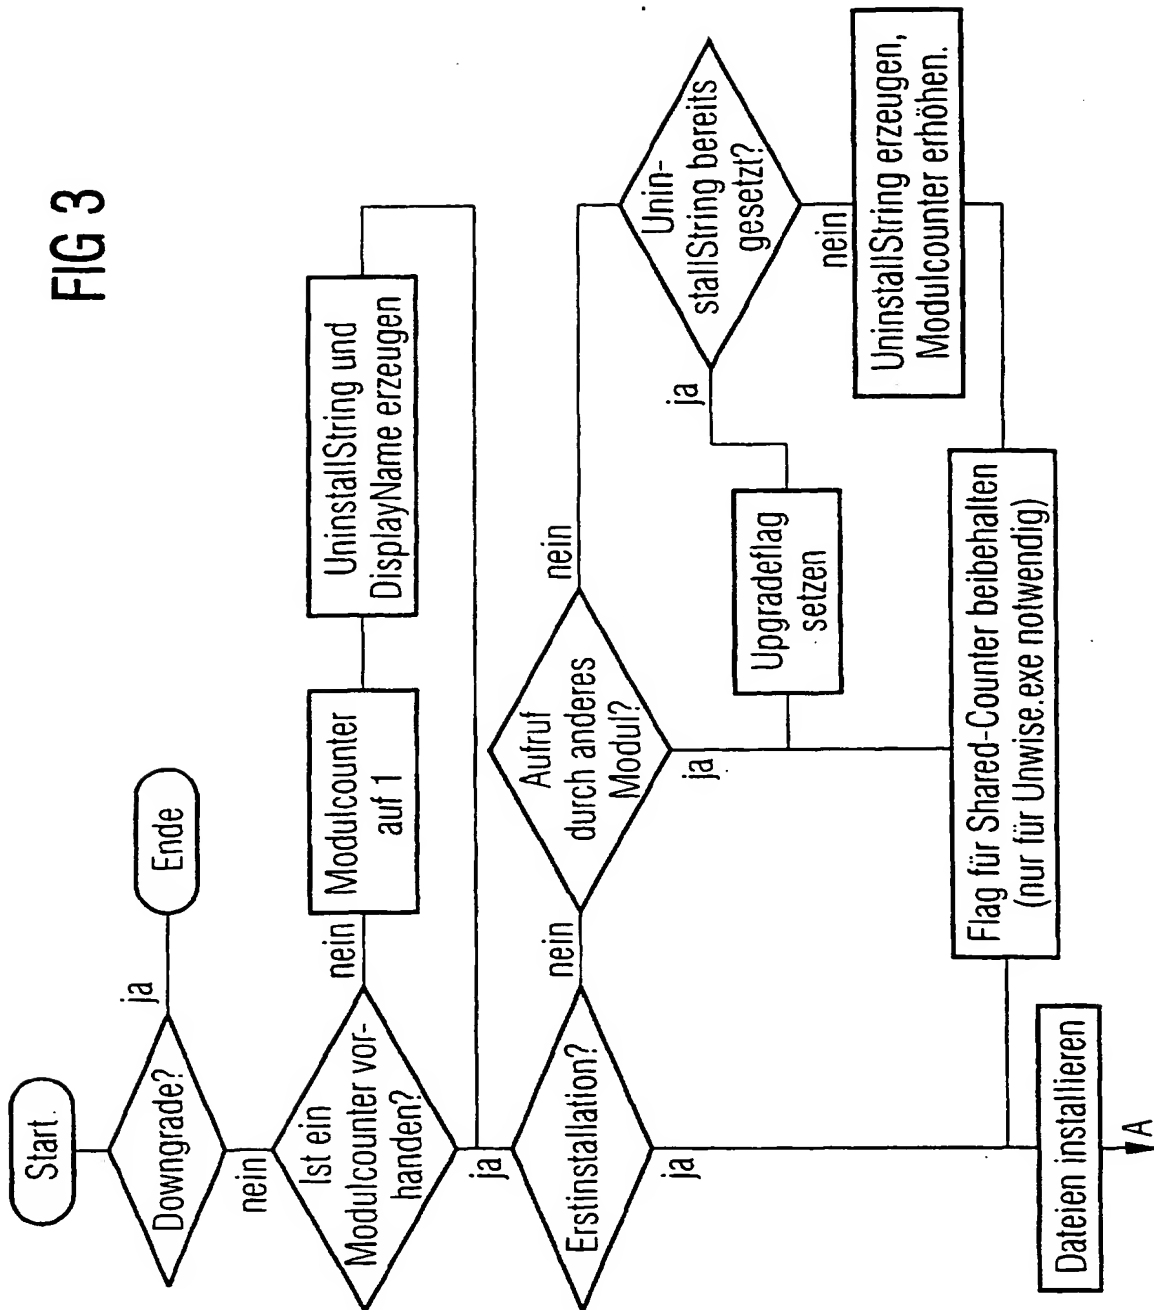 FIG 3
Start
Downgrade?
ja
Ende
nein
Ist ein
Modulcounter vor-
handen?
nein
Modulcounter
auf 1
UninstallString und
DisplayName erzeugen
ja
Erstinstallation?
nein
Aufruf
durch anderes
Modul?
nein
Unin-
stallString bereits
gesetzt?
ja
ja
Upgradeflag
setzen
ja
nein
UninstallString erzeugen,
Modulcounter erhöhen.
Flag für Shared-Counter beibehalten
(nur für Unwise.exe notwendig)
Dateien installieren
A